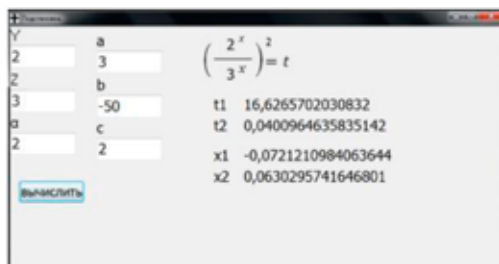 Y
2
Z
3
α
2
a
3
b
-50
c
2
вычислить
(2^x / 3^x)^2 = t
t1 16,6265702030832
t2 0,0400964635835142
x1 -0,0721210984063644
x2 0,0630295741646801